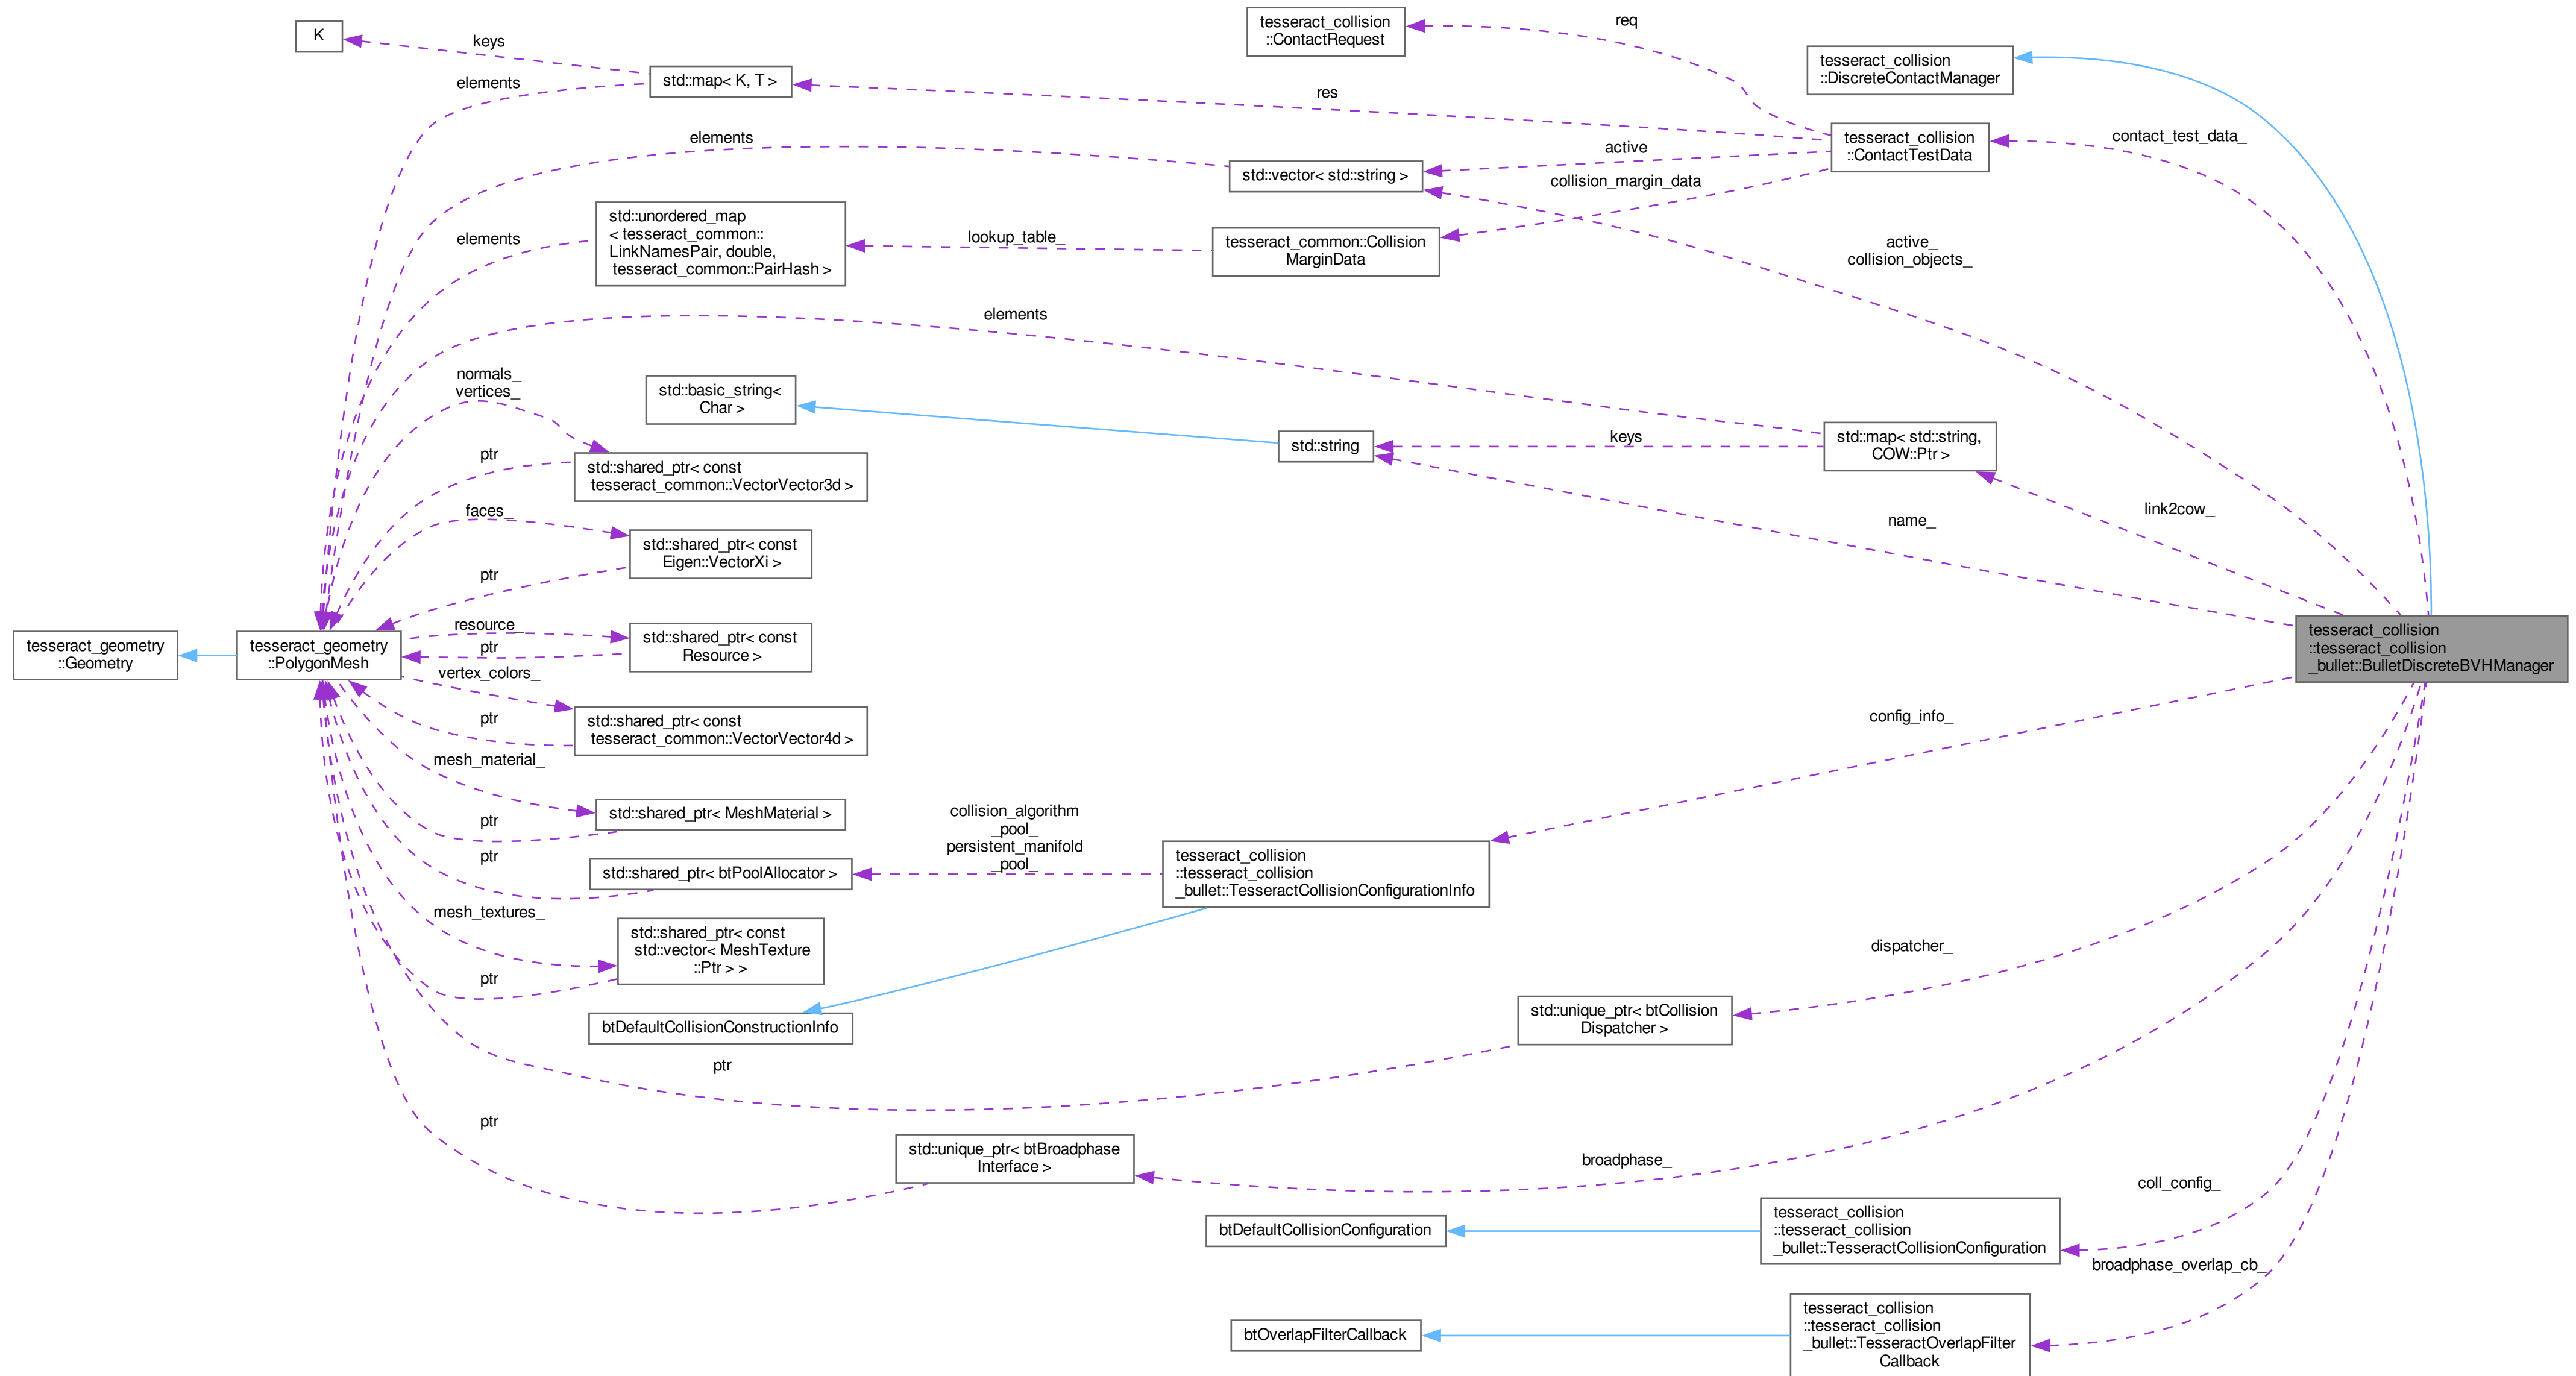 K
keys
std::map< K, T >
elements
tesseract_collision
::ContactRequest
req
tesseract_collision
::DiscreteContactManager
res
tesseract_collision
::ContactTestData
contact_test_data_
elements
std::vector< std::string >
active
collision_margin_data
std::unordered_map
< tesseract_common::
LinkNamesPair, double,
tesseract_common::PairHash >
elements
lookup_table_
tesseract_common::Collision
MarginData
active_
collision_objects_
elements
normals_
vertices_
std::basic_string<
Char >
std::string
keys
std::map< std::string,
COW::Ptr >
ptr
std::shared_ptr< const
tesseract_common::VectorVector3d >
faces_
std::shared_ptr< const
Eigen::VectorXi >
ptr
name_
link2cow_
tesseract_geometry
::Geometry
tesseract_geometry
::PolygonMesh
resource_
ptr
std::shared_ptr< const
Resource >
tesseract_collision
::tesseract_collision
_bullet::BulletDiscreteBVHManager
vertex_colors_
ptr
std::shared_ptr< const
tesseract_common::VectorVector4d >
config_info_
mesh_material_
std::shared_ptr< MeshMaterial >
ptr
ptr
std::shared_ptr< btPoolAllocator >
collision_algorithm
_pool_
persistent_manifold
_pool_
tesseract_collision
::tesseract_collision
_bullet::TesseractCollisionConfigurationInfo
mesh_textures_
std::shared_ptr< const
std::vector< MeshTexture
::Ptr > >
ptr
dispatcher_
btDefaultCollisionConstructionInfo
std::unique_ptr< btCollision
Dispatcher >
ptr
ptr
std::unique_ptr< btBroadphase
Interface >
broadphase_
coll_config_
btDefaultCollisionConfiguration
tesseract_collision
::tesseract_collision
_bullet::TesseractCollisionConfiguration
broadphase_overlap_cb_
btOverlapFilterCallback
tesseract_collision
::tesseract_collision
_bullet::TesseractOverlapFilter
Callback